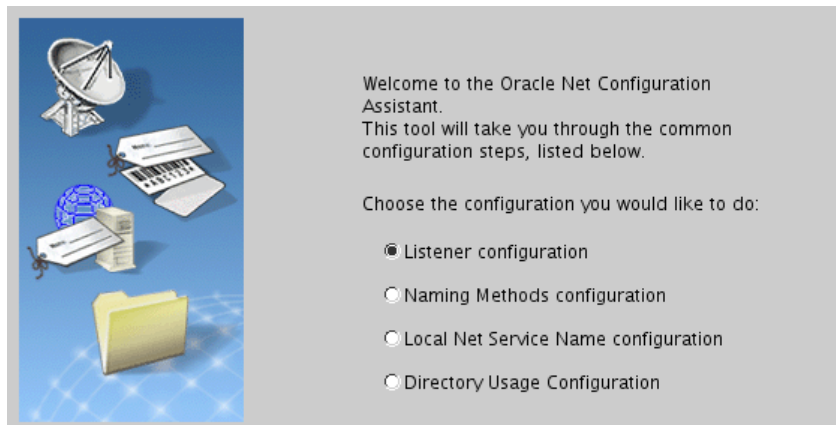 Welcome to the Oracle Net Configuration
Assistant.
This tool will take you through the common
configuration steps, listed below.
Choose the configuration you would like to do:
Listener configuration
Naming Methods configuration
Local Net Service Name configuration
Directory Usage Configuration